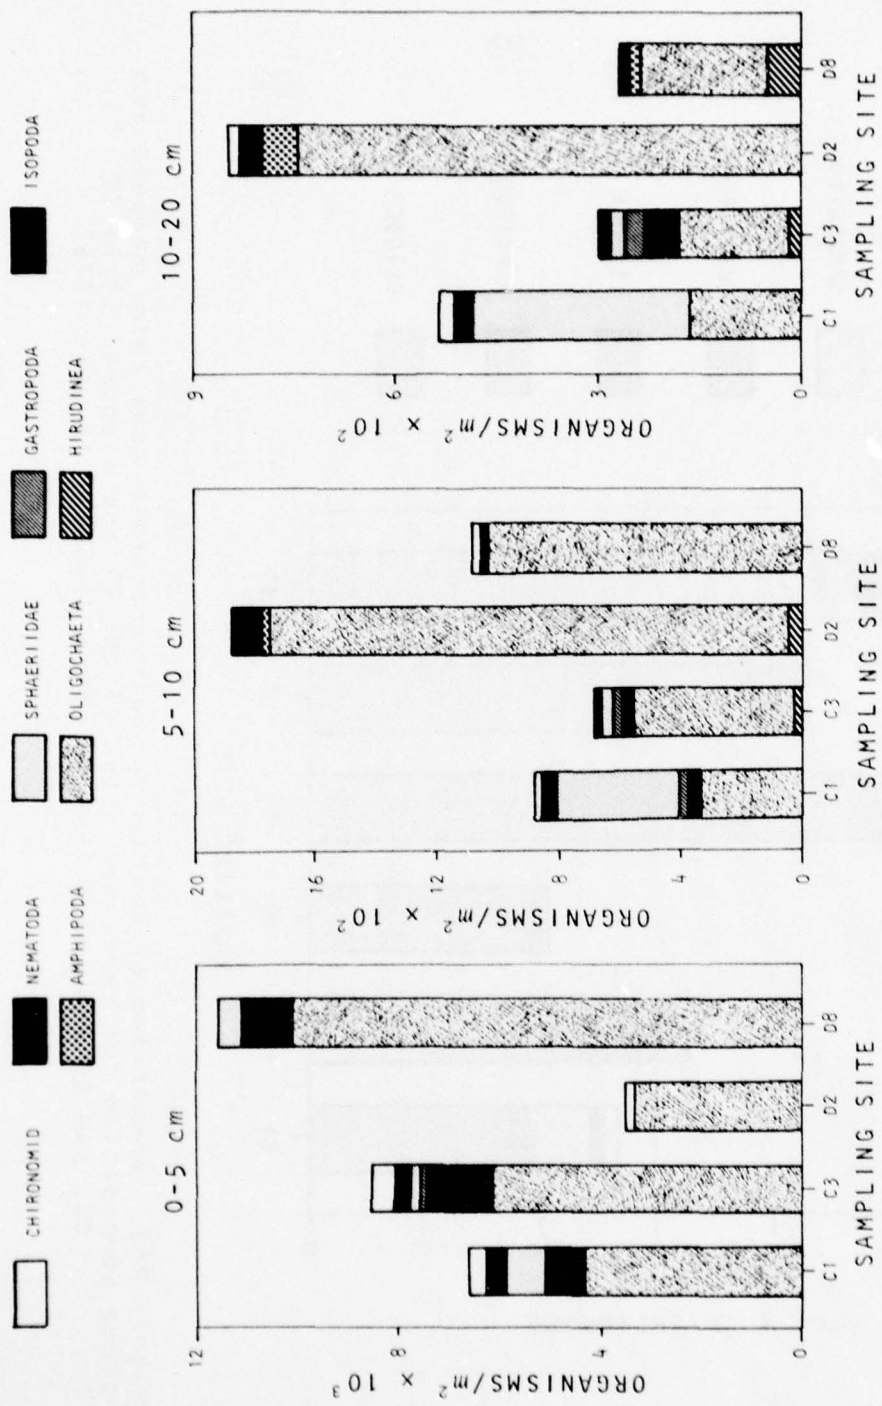 CHIRONOMID NEMATODA SPHAERIIDAE GASTROPODA ISOPODA
AMPHIPODA OLIGOCHAETA HIRUDINEA
0-5 cm
ORGANISMS/m² × 10³
12
8
4
0
C1 C3 D2 D8
SAMPLING SITE
5-10 cm
ORGANISMS/m² × 10²
20
16
12
8
4
0
C1 C3 D2 D8
SAMPLING SITE
10-20 cm
ORGANISMS/m² × 10²
9
6
3
0
C1 C3 D2 D8
SAMPLING SITE